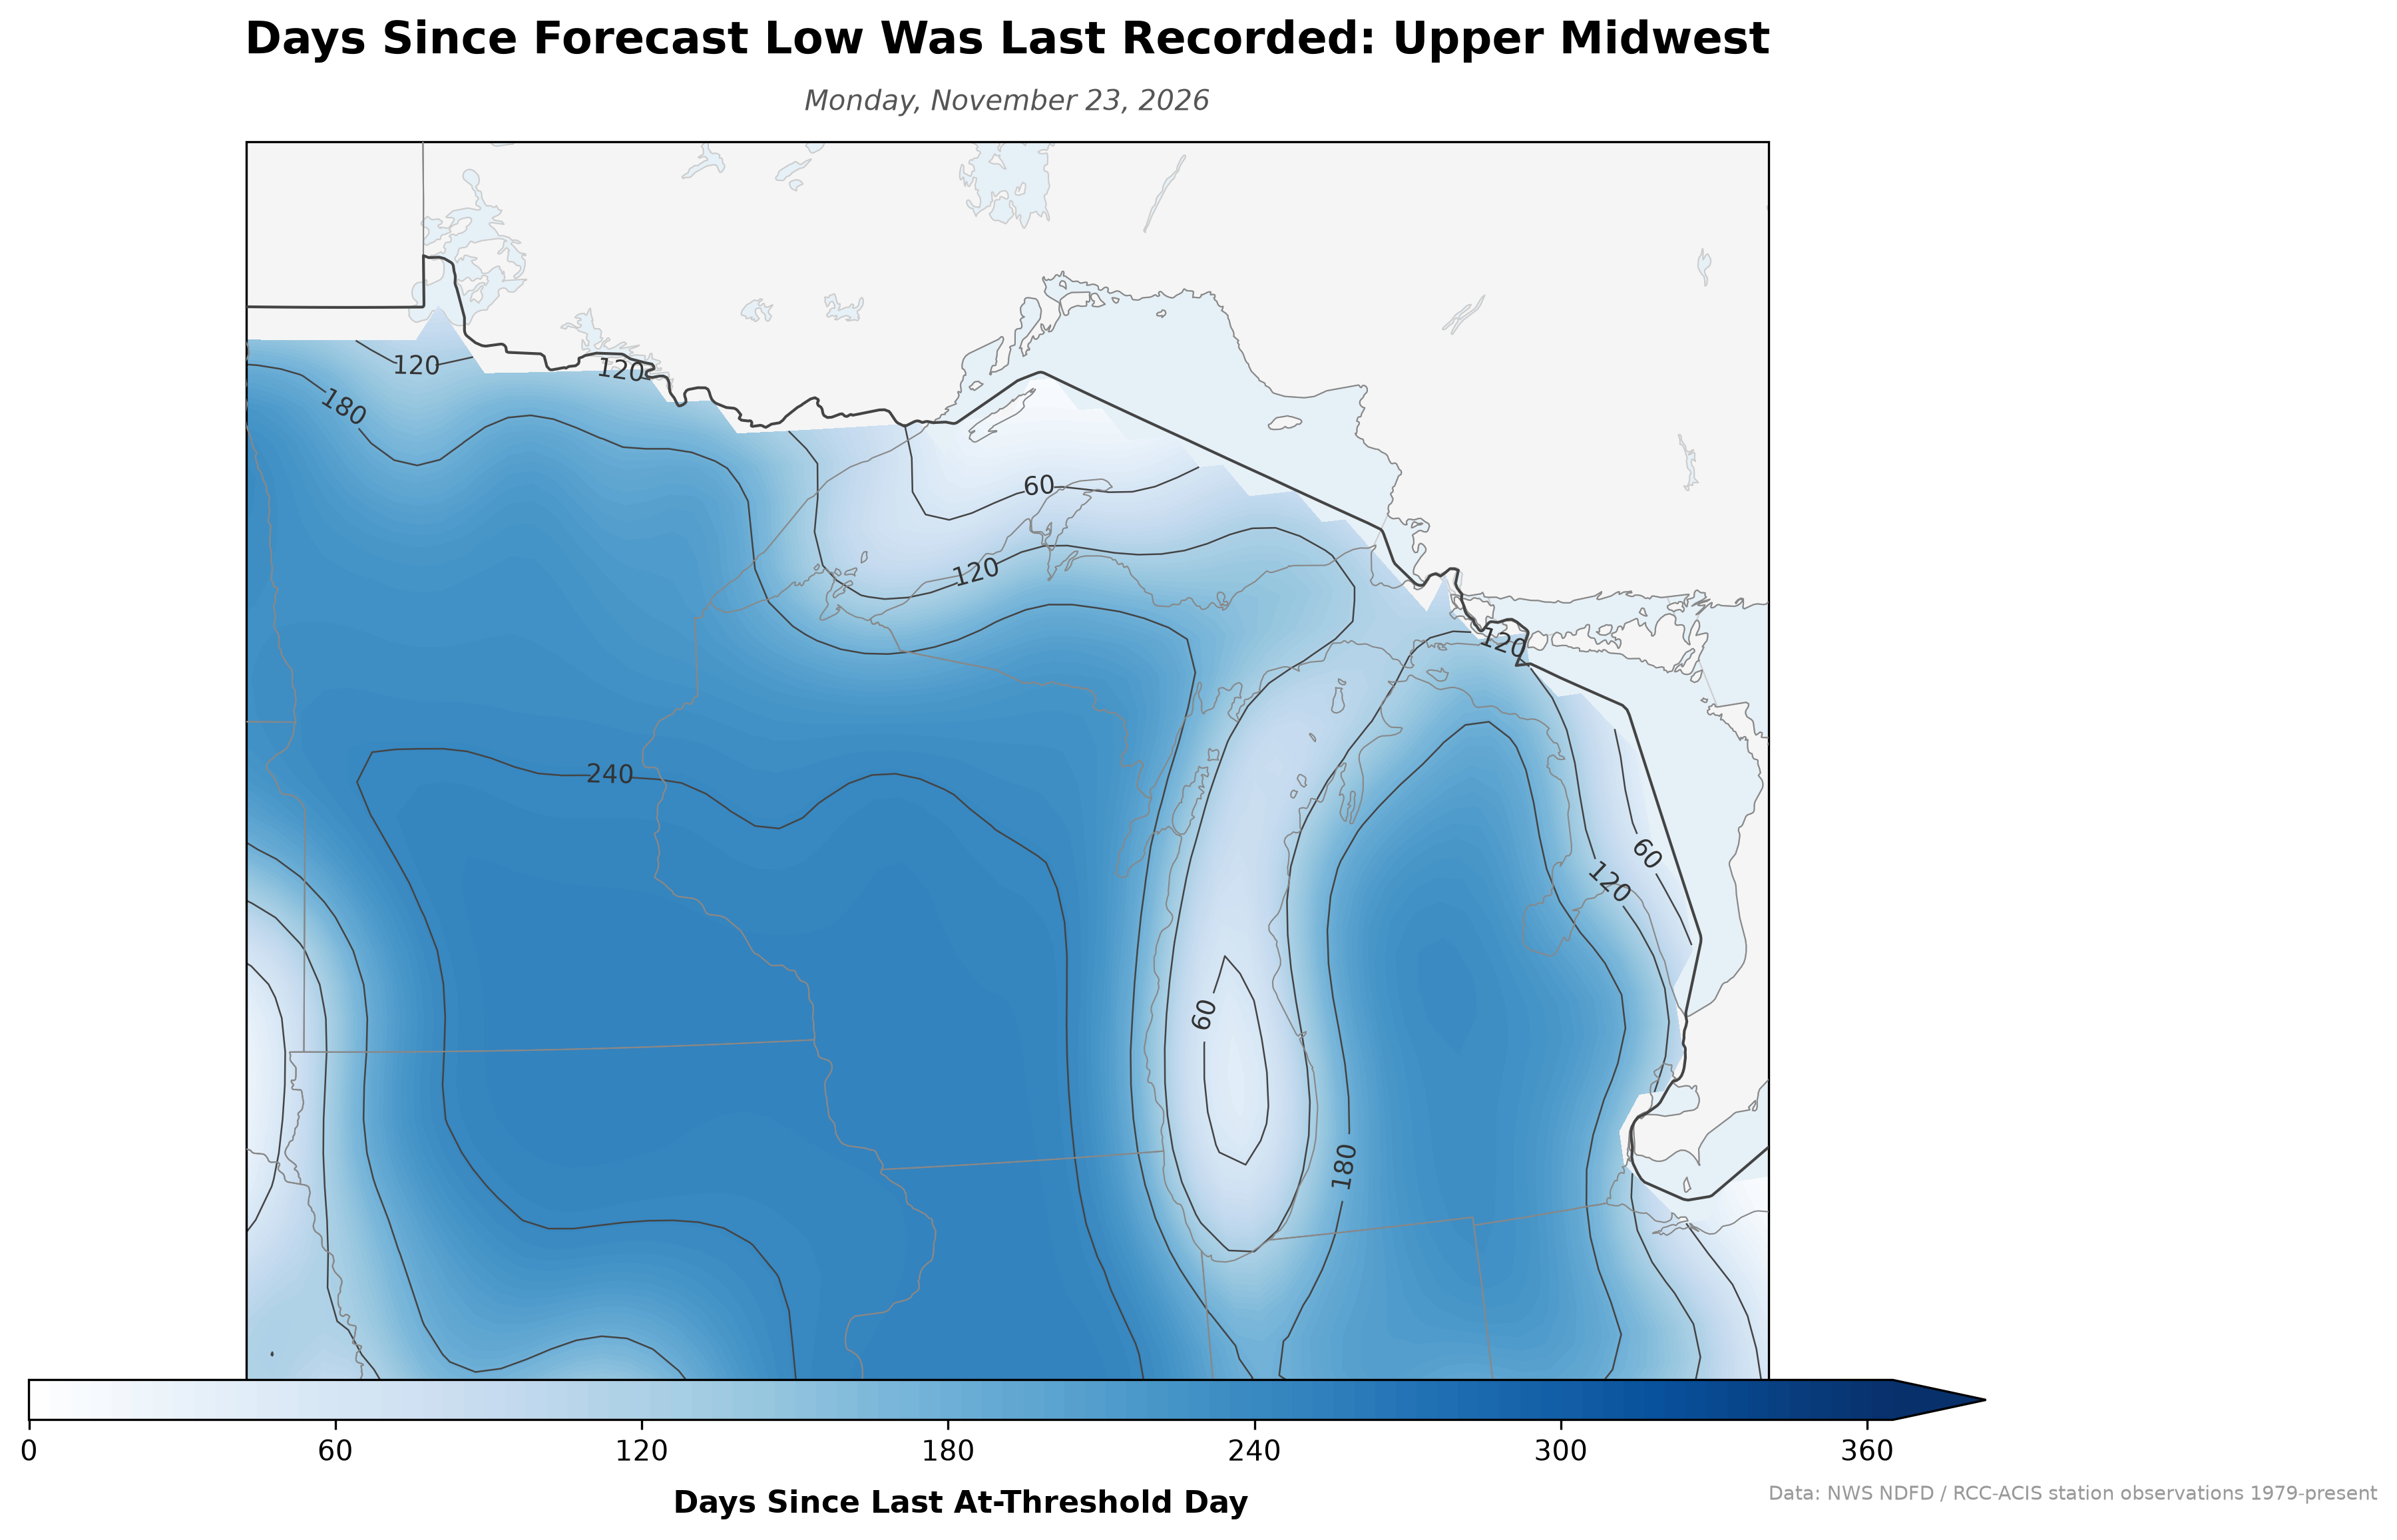 Days Since Forecast Low Was Last Recorded: Upper Midwest
Monday, November 23, 2026
120
120
180
60
120
120
240
60
120
60
180
0 60 120 180 240 300 360
Days Since Last At-Threshold Day
Data: NWS NDFD / RCC-ACIS station observations 1979-present